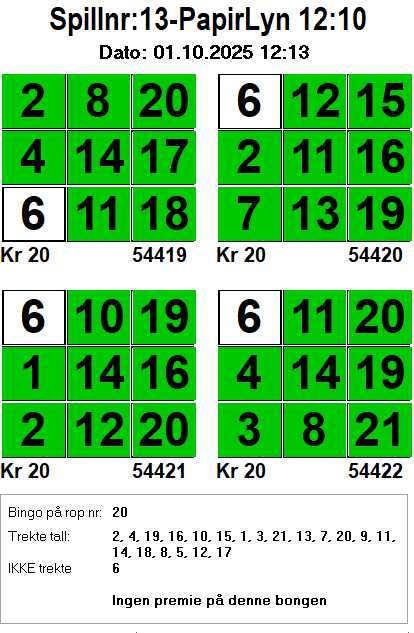 Spillnr:13-PapirLyn 12:10
Dato: 01.10.2025 12:13
2 8 20
4 14 17
6 11 18
Kr 20 54419
6 12 15
2 11 16
7 13 19
Kr 20 54420
6 10 19
1 14 16
2 12 20
Kr 20 54421
6 11 20
4 14 19
3 8 21
Kr 20 54422
Bingo på rop nr: 20
Trekte tall: 2, 4, 19, 16, 10, 15, 1, 3, 21, 13, 7, 20, 9, 11,
14, 18, 8, 5, 12, 17
IKKE trekte 6
Ingen premie på denne bongen